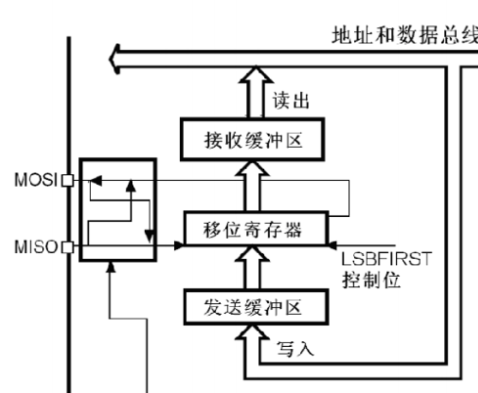 地址和数据总线
读出
接收缓冲区
MOSI
移位寄存器
MISO
LSBFIRST
控制位
发送缓冲区
写入